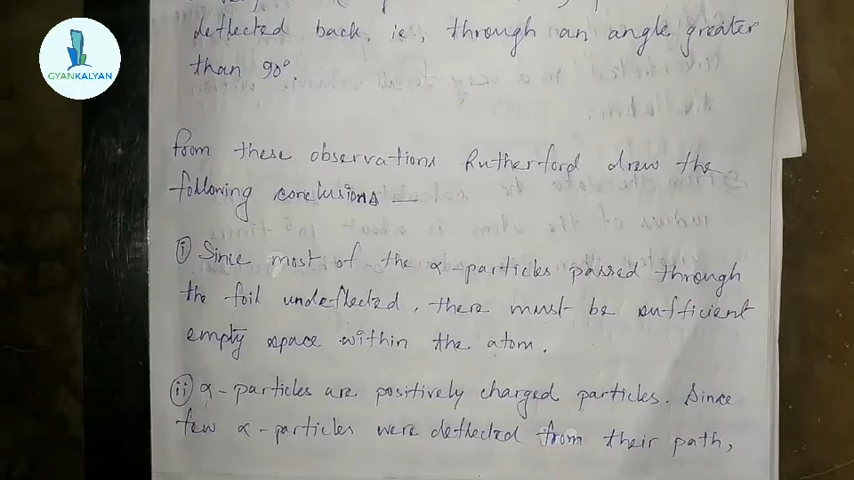 GYANKALYAN
deflected back, ie., through an angle greater
than 90°.
from these observations Rutherford drew the
following conclusions —
(i) Since most of the α-particles passed through
the foil undeflected, there must be sufficient
empty space within the atom.
(ii) α-particles are positively charged particles. Since
few α-particles were deflected from their path,